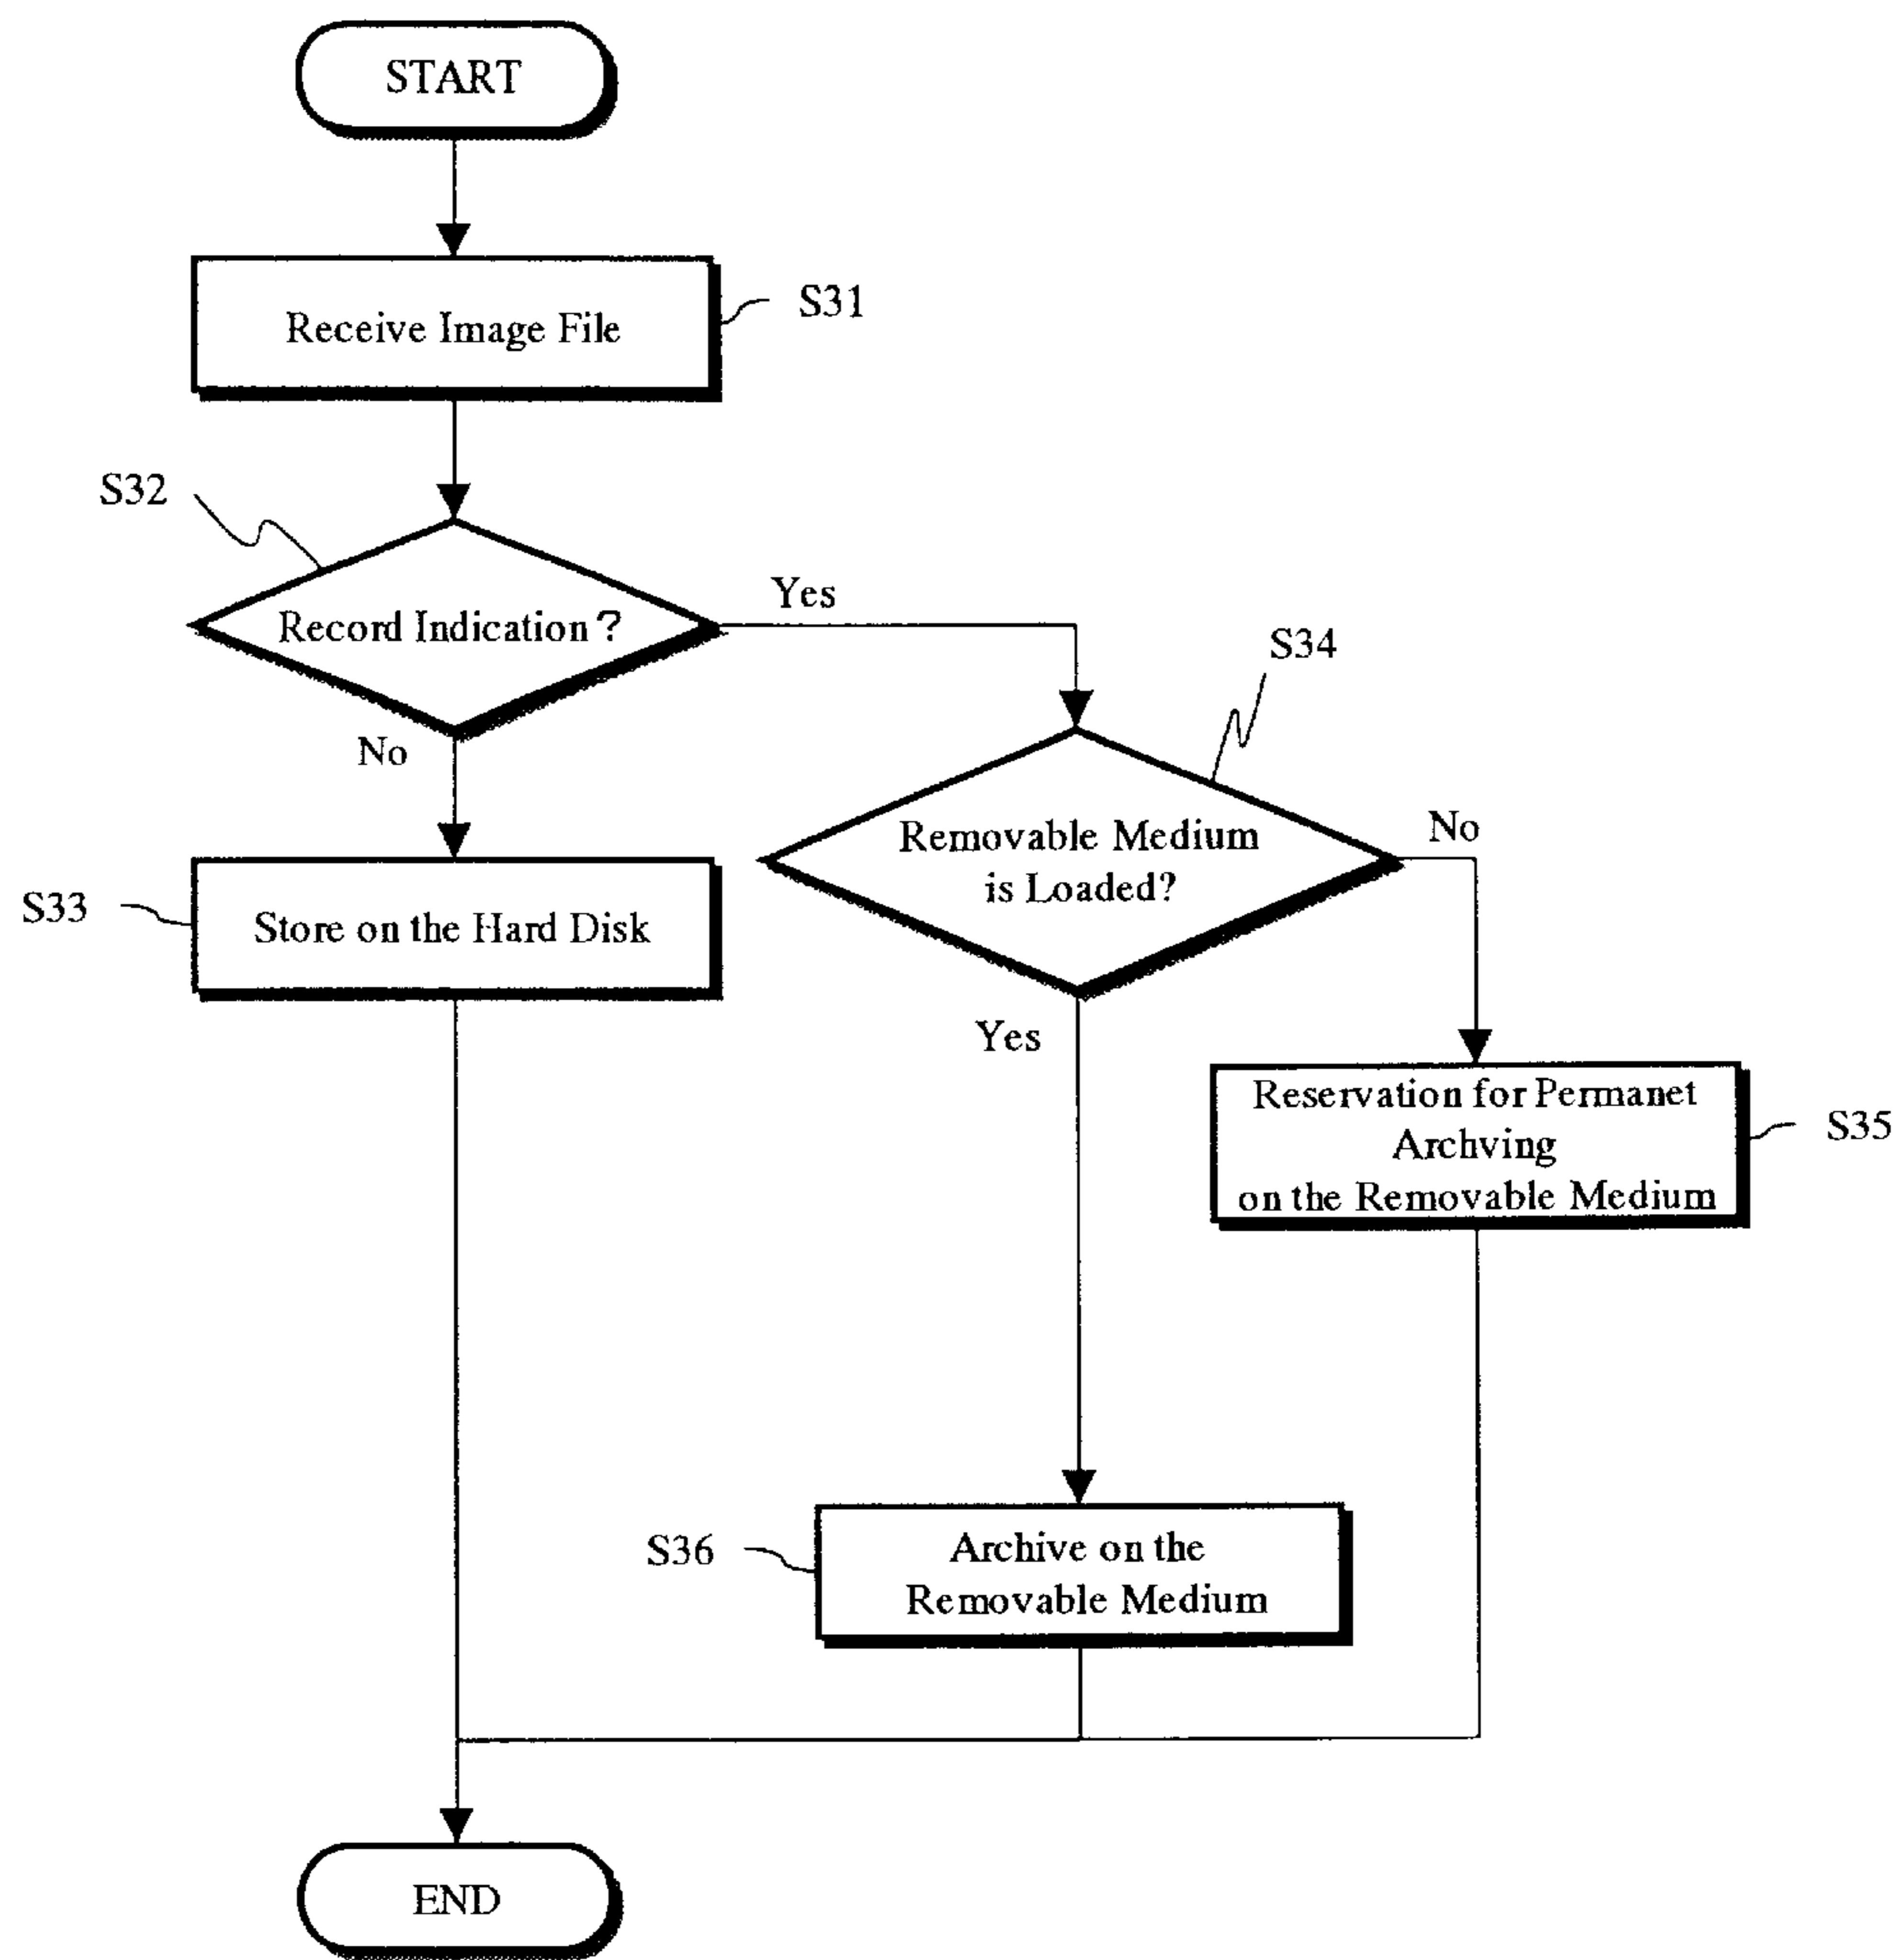 START
Receive Image File
S31
S32
Record Indication ?
Yes
No
S34
Removable Medium
is Loaded?
No
S33
Store on the Hard Disk
Yes
Reservation for Permanet
Archving
on the Removable Medium
S35
S36
Archive on the
Removable Medium
END